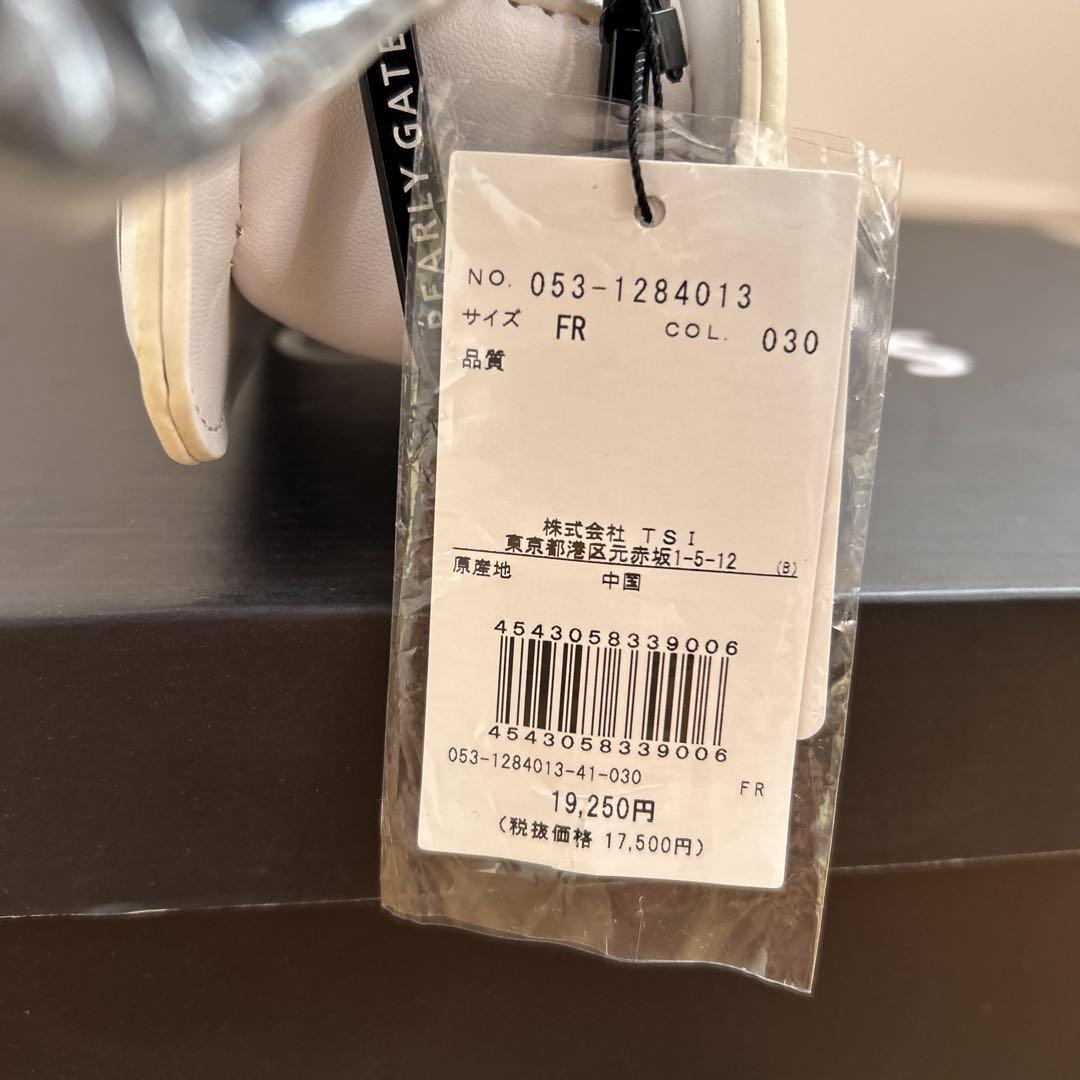 PEARLY GATE
NO. 053-1284013
サイズ FR COL. 030
品質
株式会社 TSI
東京都港区元赤坂1-5-12 (B)
原産地 中国
4543058339006
4543058339006
053-1284013-41-030 FR
19,250円
(税抜価格 17,500円)
S